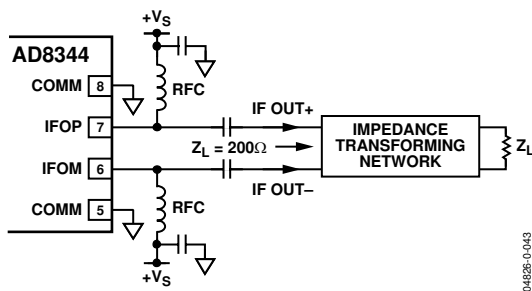 +VS
AD8344
COMM 8
RFC
IFOP 7
IF OUT+
ZL = 200Ω
IMPEDANCE
TRANSFORMING
NETWORK
ZL
IFOM 6
IF OUT–
RFC
COMM 5
+VS
04826-0-043